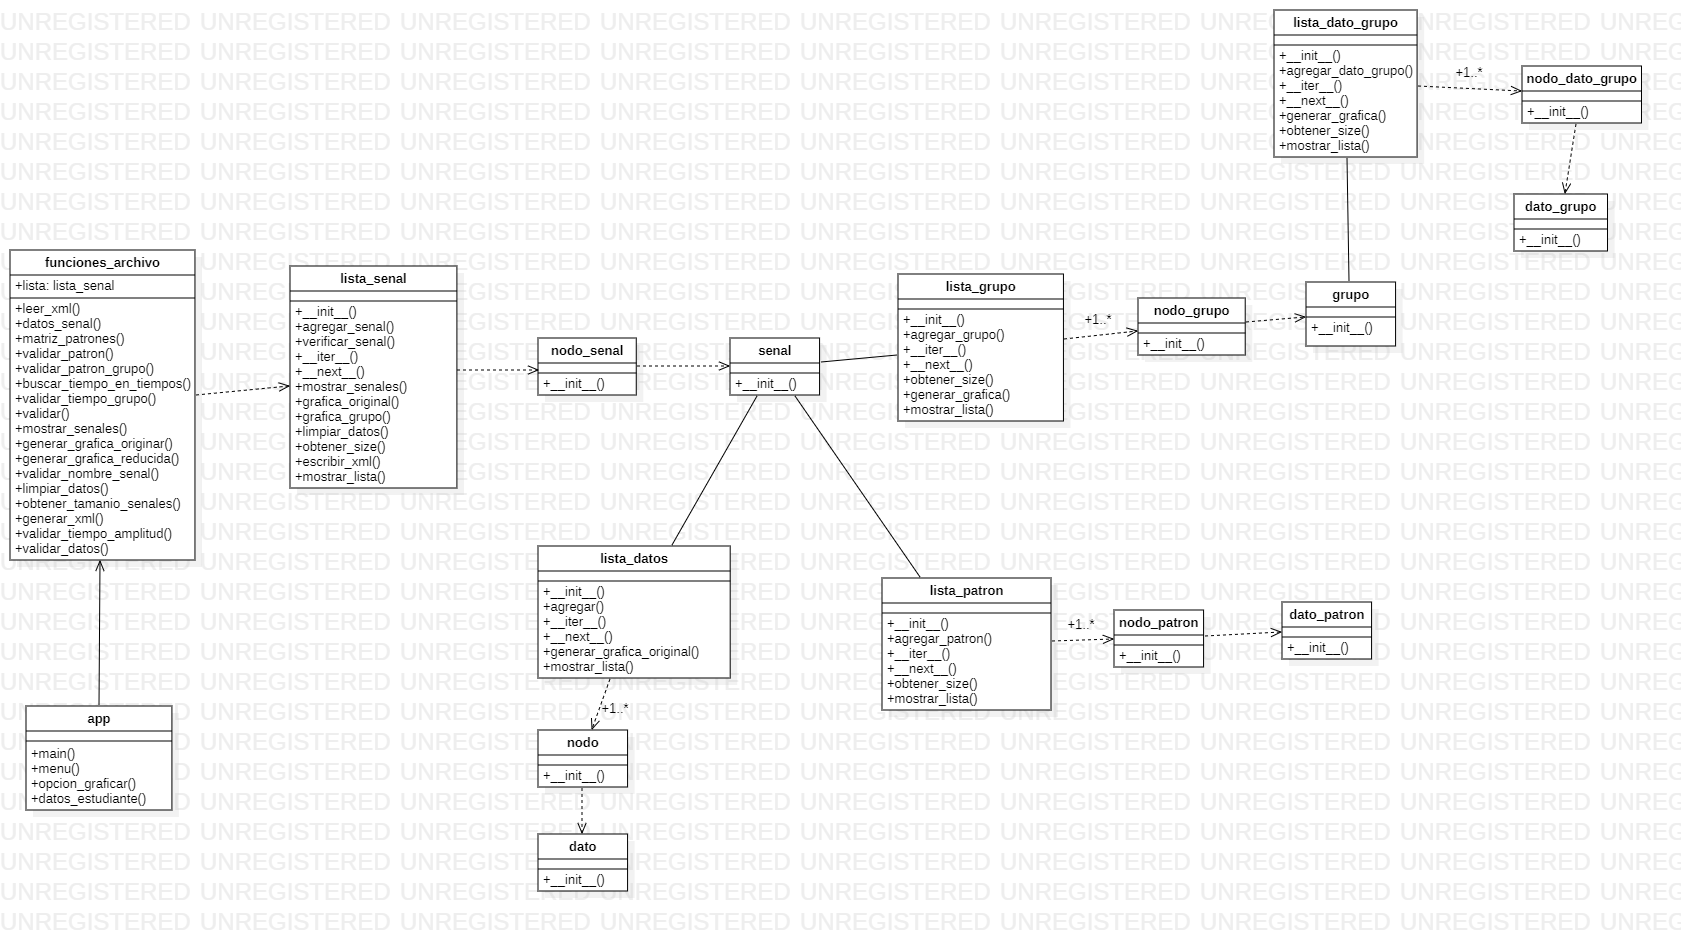 lista_dato_grupo
+__init__()
+agregar_dato_grupo()
+__iter__()
+__next__()
+generar_grafica()
+obtener_size()
+mostrar_lista()
+1..*
nodo_dato_grupo
+__init__()
dato_grupo
+__init__()
funciones_archivo
+lista: lista_senal
+leer_xml()
+datos_senal()
+matriz_patrones()
+validar_patron()
+validar_patron_grupo()
+buscar_tiempo_en_tiempos()
+validar_tiempo_grupo()
+validar()
+mostrar_senales()
+generar_grafica_originar()
+generar_grafica_reducida()
+validar_nombre_senal()
+limpiar_datos()
+obtener_tamanio_senales()
+generar_xml()
+validar_tiempo_amplitud()
+validar_datos()
lista_senal
+__init__()
+agregar_senal()
+verificar_senal()
+__iter__()
+__next__()
+mostrar_senales()
+grafica_original()
+grafica_grupo()
+limpiar_datos()
+obtener_size()
+escribir_xml()
+mostrar_lista()
nodo_senal
+__init__()
senal
+__init__()
lista_grupo
+__init__()
+agregar_grupo()
+__iter__()
+__next__()
+obtener_size()
+generar_grafica()
+mostrar_lista()
+1..*
nodo_grupo
+__init__()
grupo
+__init__()
lista_datos
+__init__()
+agregar()
+__iter__()
+__next__()
+generar_grafica_original()
+mostrar_lista()
+1..*
nodo
+__init__()
dato
+__init__()
lista_patron
+__init__()
+agregar_patron()
+__iter__()
+__next__()
+obtener_size()
+mostrar_lista()
+1..*
nodo_patron
+__init__()
dato_patron
+__init__()
app
+main()
+menu()
+opcion_graficar()
+datos_estudiante()
UNREGISTERED